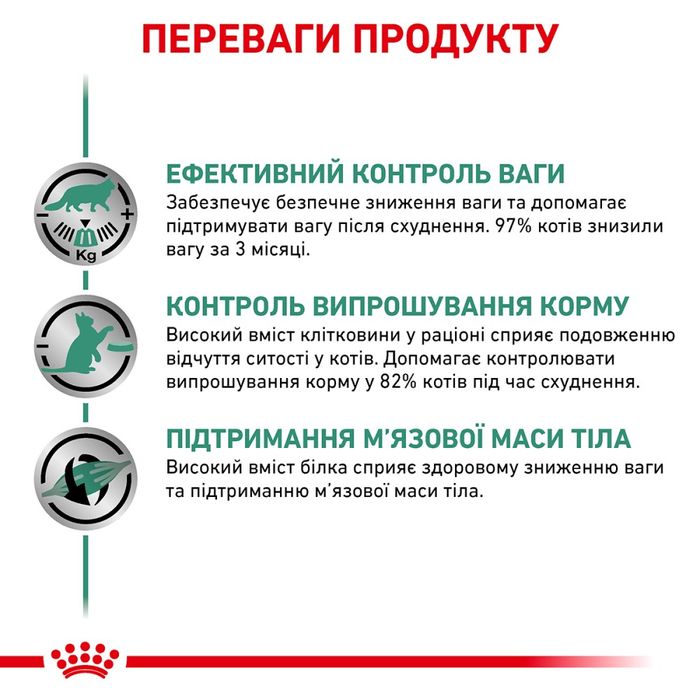 ПЕРЕВАГИ ПРОДУКТУ
ЕФЕКТИВНИЙ КОНТРОЛЬ ВАГИ
Забезпечує безпечне зниження ваги та допомагає
підтримувати вагу після схуднення. 97% котів знизили
вагу за 3 місяці.
Kg
КОНТРОЛЬ ВИПРОШУВАННЯ КОРМУ
Високий вміст клітковини у раціоні сприяє подовженню
відчуття ситості у котів. Допомагає контролювати
випрошування корму у 82% котів під час схуднення.
ПІДТРИМАННЯ М’ЯЗОВОЇ МАСИ ТІЛА
Високий вміст білка сприяє здоровому зниженню ваги
та підтриманню м’язової маси тіла.